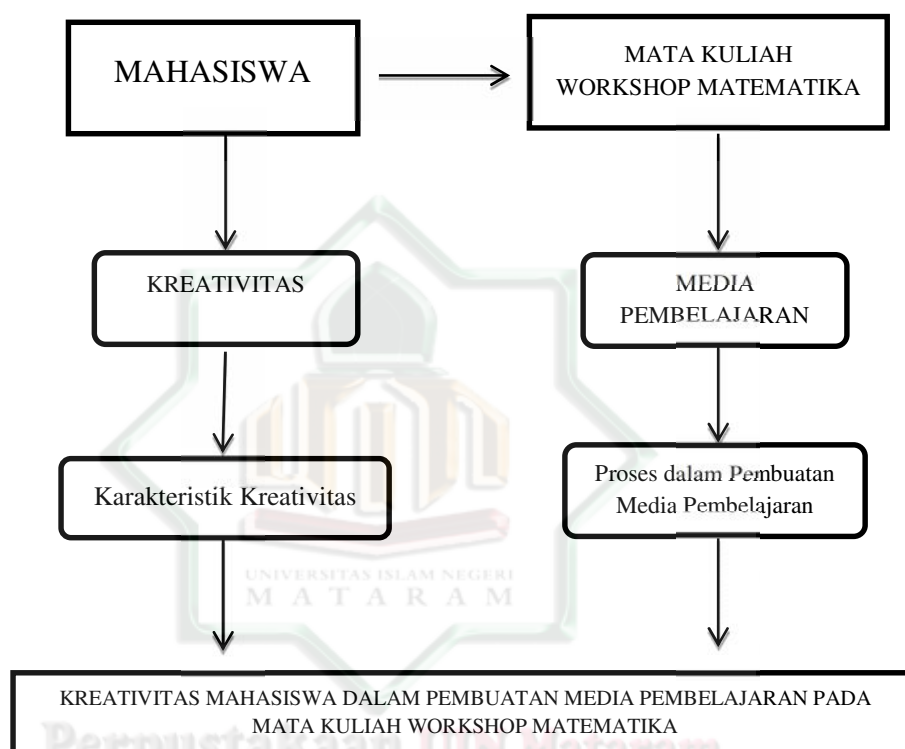 MAHASISWA
MATA KULIAH
WORKSHOP MATEMATIKA
KREATIVITAS
MEDIA
PEMBELAJARAN
Karakteristik Kreativitas
Proses dalam Pembuatan
Media Pembelajaran
UNIVERSITAS ISLAM NEGERI
MATARAM
KREATIVITAS MAHASISWA DALAM PEMBUATAN MEDIA PEMBELAJARAN PADA
MATA KULIAH WORKSHOP MATEMATIKA
Perpustakaan UIN Mataram